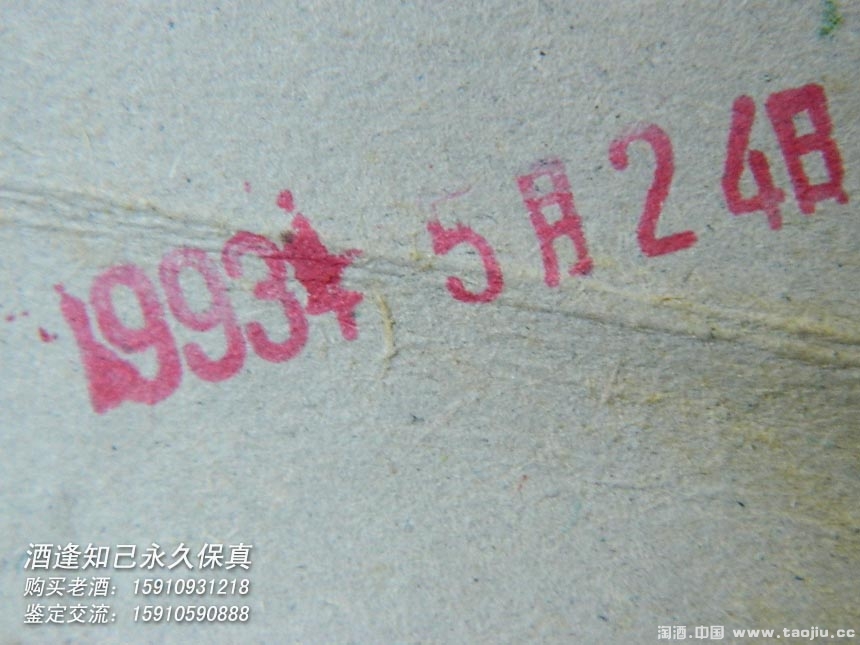 1993年 5月24日
酒逢知己永久保真
购买老酒：15910931218
鉴定交流：15910590888
淘酒.中国 www.taojiu.cc